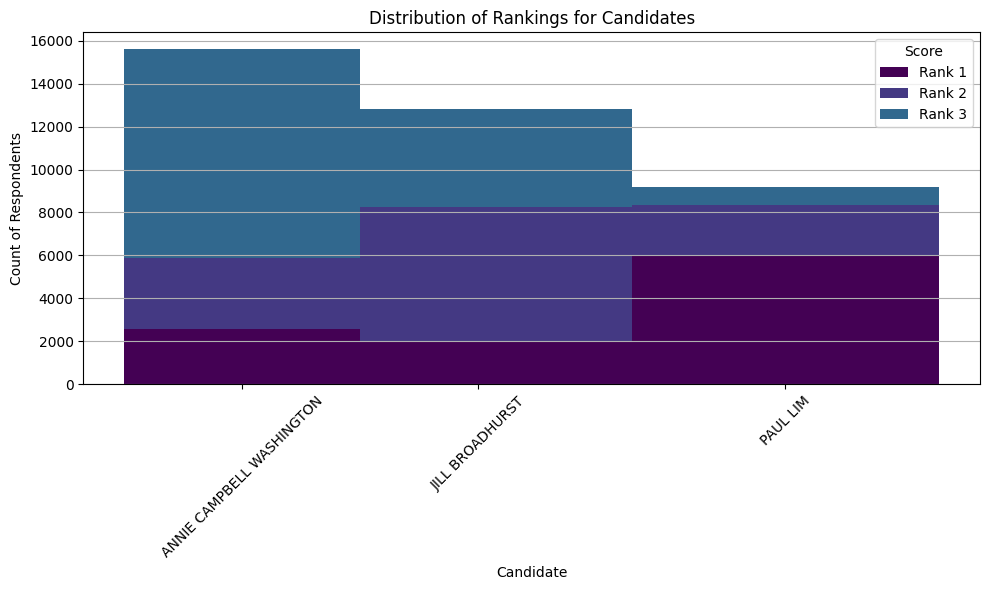 Distribution of Rankings for Candidates
Count of Respondents
16000
14000
12000
10000
8000
6000
4000
2000
0
Score
Rank 1
Rank 2
Rank 3
ANNIE CAMPBELL WASHINGTON
JILL BROADHURST
PAUL LIM
Candidate